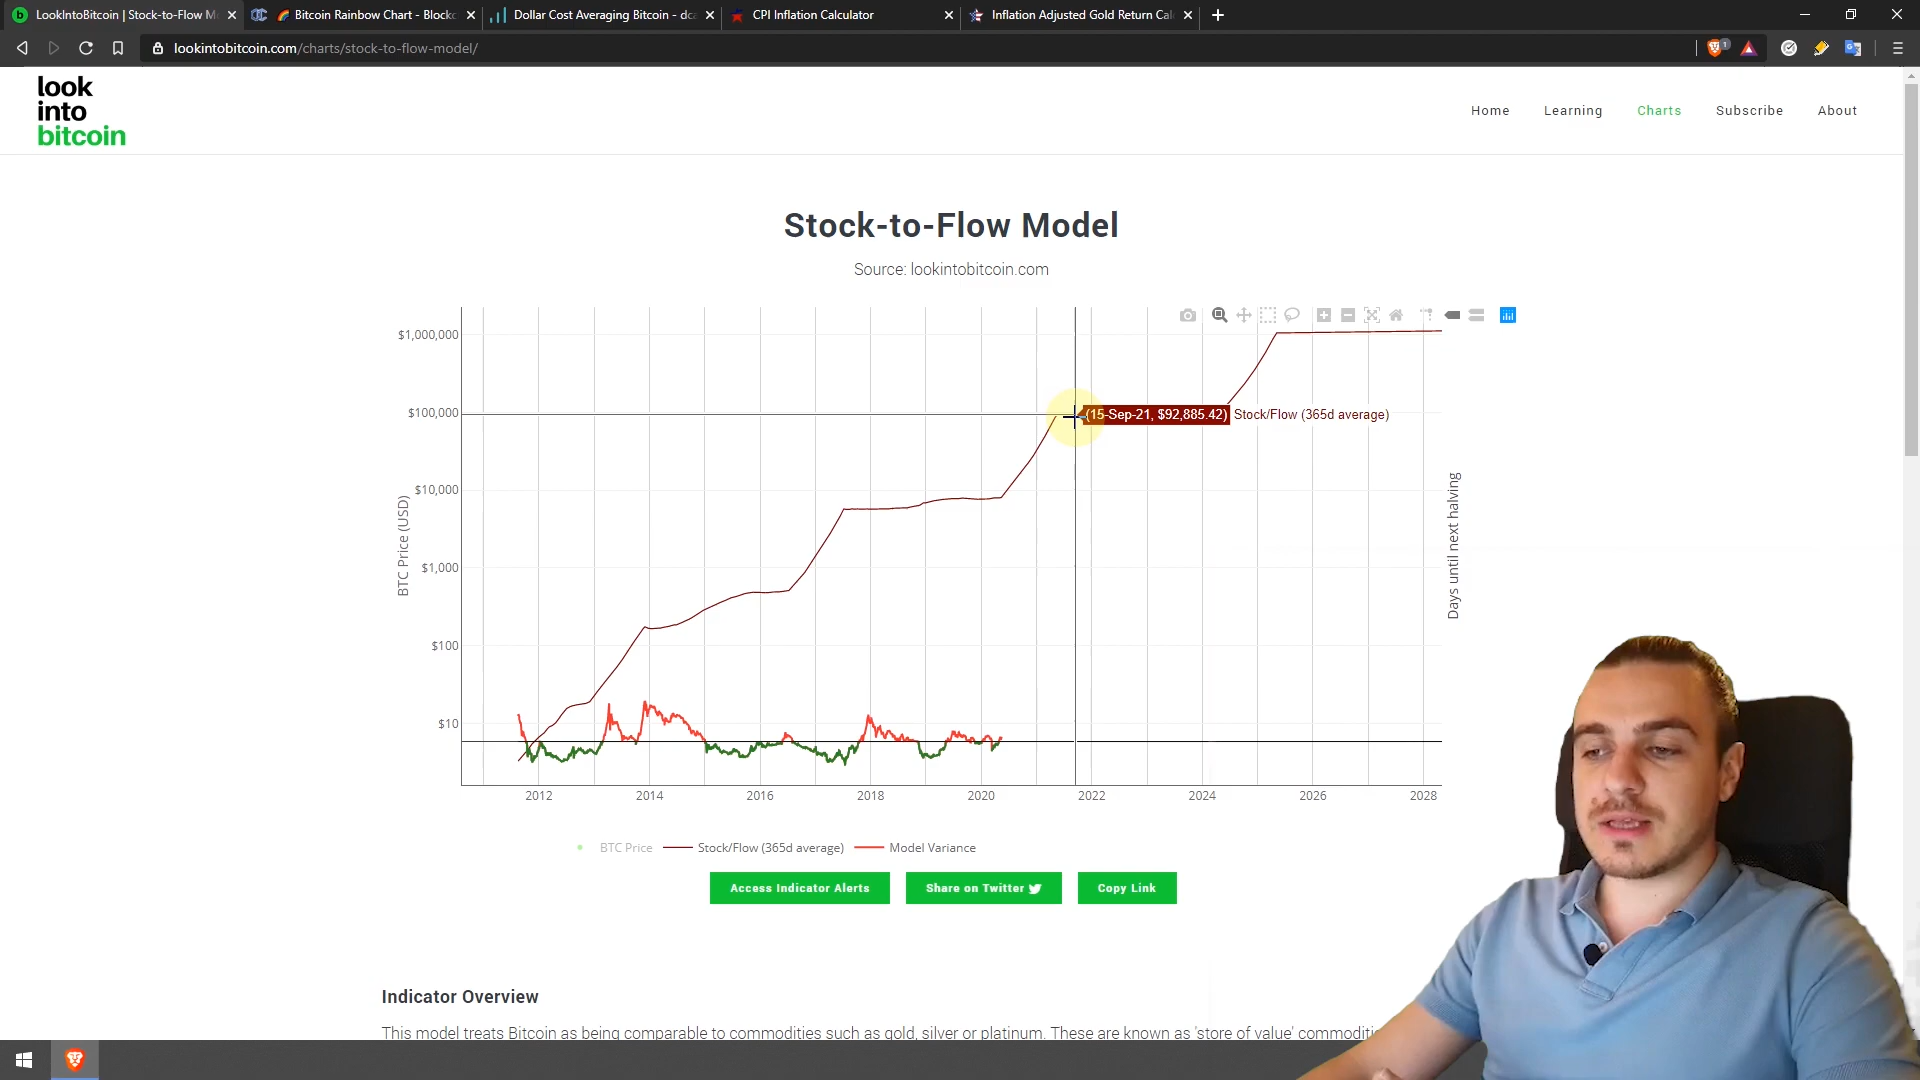 LookIntoBitcoin | Stock-to-Flow M
Bitcoin Rainbow Chart - Blockc
Dollar Cost Averaging Bitcoin - dca
CPI Inflation Calculator
Inflation Adjusted Gold Return Cal
lookintobitcoin.com/charts/stock-to-flow-model/
1
look
into
bitcoin
Home
Learning
Charts
Subscribe
About
Stock-to-Flow Model
Source: lookintobitcoin.com
$1,000,000
$100,000
$10,000
$1,000
$100
$10
BTC Price (USD)
(15-Sep-21, $92,885.42)
Stock/Flow (365d average)
Days until next halving
2012
2014
2016
2018
2020
2022
2024
2026
2028
BTC Price
Stock/Flow (365d average)
Model Variance
Access Indicator Alerts
Share on Twitter
Copy Link
Indicator Overview
This model treats Bitcoin as being comparable to commodities such as gold, silver or platinum. These are known as 'store of value' commoditi